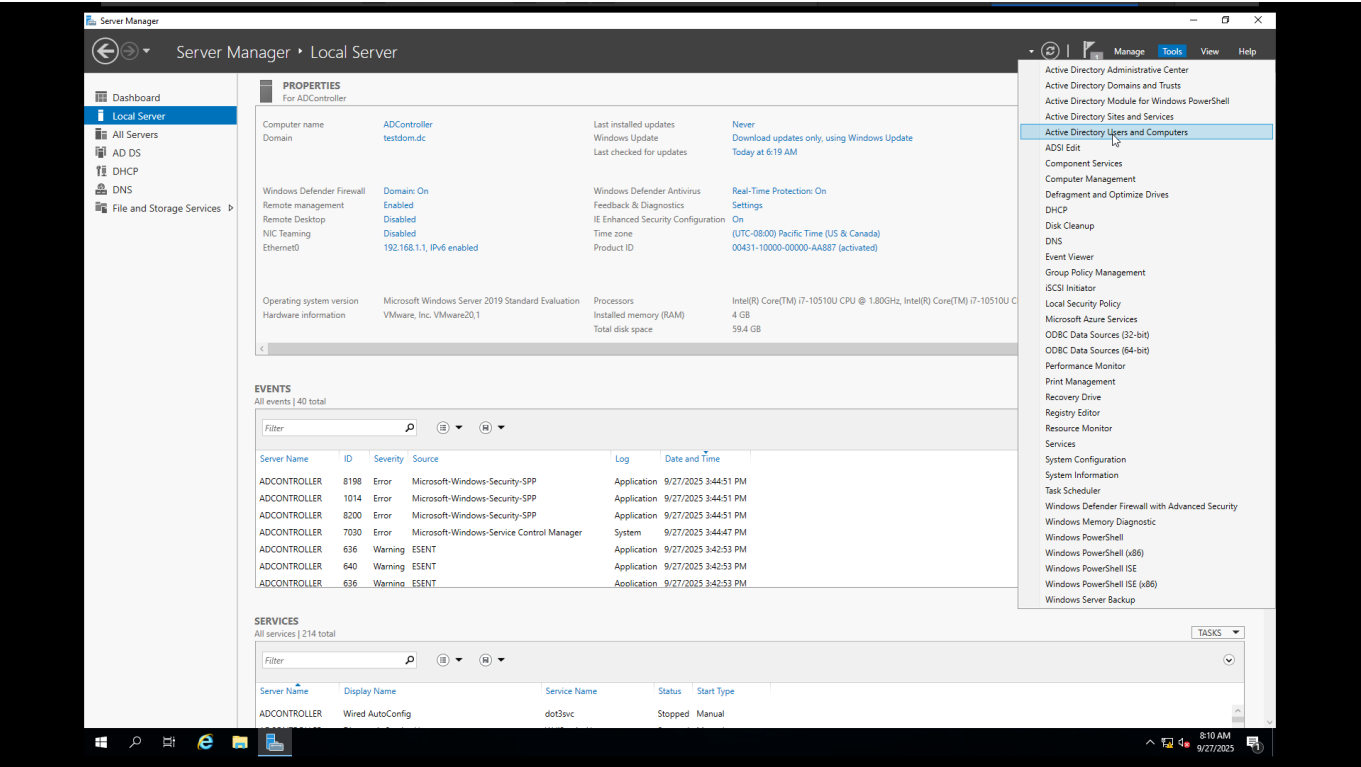 Server Manager
Server Manager • Local Server
1
Manage Tools View Help
Dashboard
Local Server
All Servers
AD DS
DHCP
DNS
File and Storage Services
PROPERTIES
For ADController
Computer name ADController Last installed updates Never
Domain testdom.dc Windows Update Download updates only, using Windows Update
Last checked for updates Today at 6:19 AM
Windows Defender Firewall Domain: On Windows Defender Antivirus Real-Time Protection: On
Remote management Enabled Feedback & Diagnostics Settings
Remote Desktop Disabled IE Enhanced Security Configuration On
NIC Teaming Disabled Time zone (UTC-08:00) Pacific Time (US & Canada)
Ethernet0 192.168.1.1, IPv6 enabled Product ID 00431-10000-00000-AA887 (activated)
Operating system version Microsoft Windows Server 2019 Standard Evaluation Processors Intel(R) Core(TM) i7-10510U CPU @ 1.80GHz, Intel(R) Core(TM) i7-10510U C
Hardware information VMware, Inc. VMware20,1 Installed memory (RAM) 4 GB
Total disk space 59.4 GB
EVENTS
All events | 40 total
Filter
Server Name ID Severity Source Log Date and Time
ADCONTROLLER 8198 Error Microsoft-Windows-Security-SPP Application 9/27/2025 3:44:51 PM
ADCONTROLLER 1014 Error Microsoft-Windows-Security-SPP Application 9/27/2025 3:44:51 PM
ADCONTROLLER 8200 Error Microsoft-Windows-Security-SPP Application 9/27/2025 3:44:51 PM
ADCONTROLLER 7030 Error Microsoft-Windows-Service Control Manager System 9/27/2025 3:44:47 PM
ADCONTROLLER 636 Warning ESENT Application 9/27/2025 3:42:53 PM
ADCONTROLLER 640 Warning ESENT Application 9/27/2025 3:42:53 PM
ADCONTROLLER 636 Warning ESENT Application 9/27/2025 3:42:53 PM
SERVICES
All services | 214 total
TASKS
Filter
Server Name Display Name Service Name Status Start Type
ADCONTROLLER Wired AutoConfig dot3svc Stopped Manual
Active Directory Administrative Center
Active Directory Domains and Trusts
Active Directory Module for Windows PowerShell
Active Directory Sites and Services
Active Directory Users and Computers
ADSI Edit
Component Services
Computer Management
Defragment and Optimize Drives
DHCP
Disk Cleanup
DNS
Event Viewer
Group Policy Management
iSCSI Initiator
Local Security Policy
Microsoft Azure Services
ODBC Data Sources (32-bit)
ODBC Data Sources (64-bit)
Performance Monitor
Print Management
Recovery Drive
Registry Editor
Resource Monitor
Services
System Configuration
System Information
Task Scheduler
Windows Defender Firewall with Advanced Security
Windows Memory Diagnostic
Windows PowerShell
Windows PowerShell (x86)
Windows PowerShell ISE
Windows PowerShell ISE (x86)
Windows Server Backup
8:10 AM
9/27/2025
1